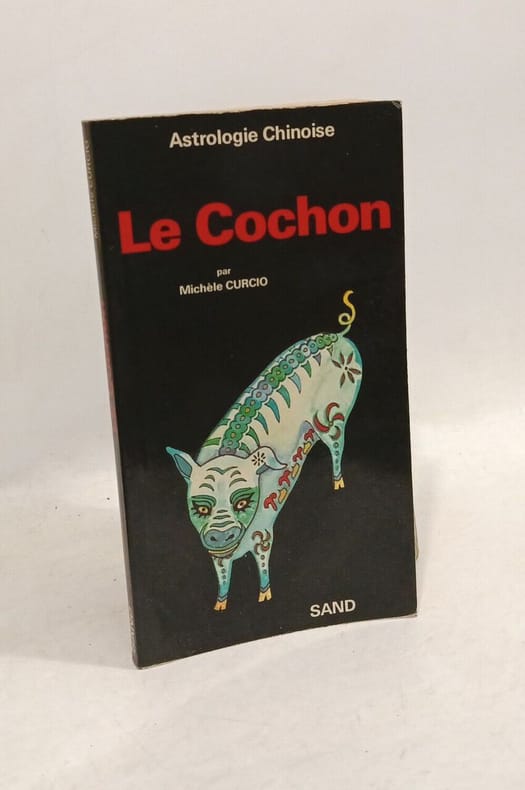 Astrologie Chinoise
Le Cochon
par
Michèle CURCIO
SAND